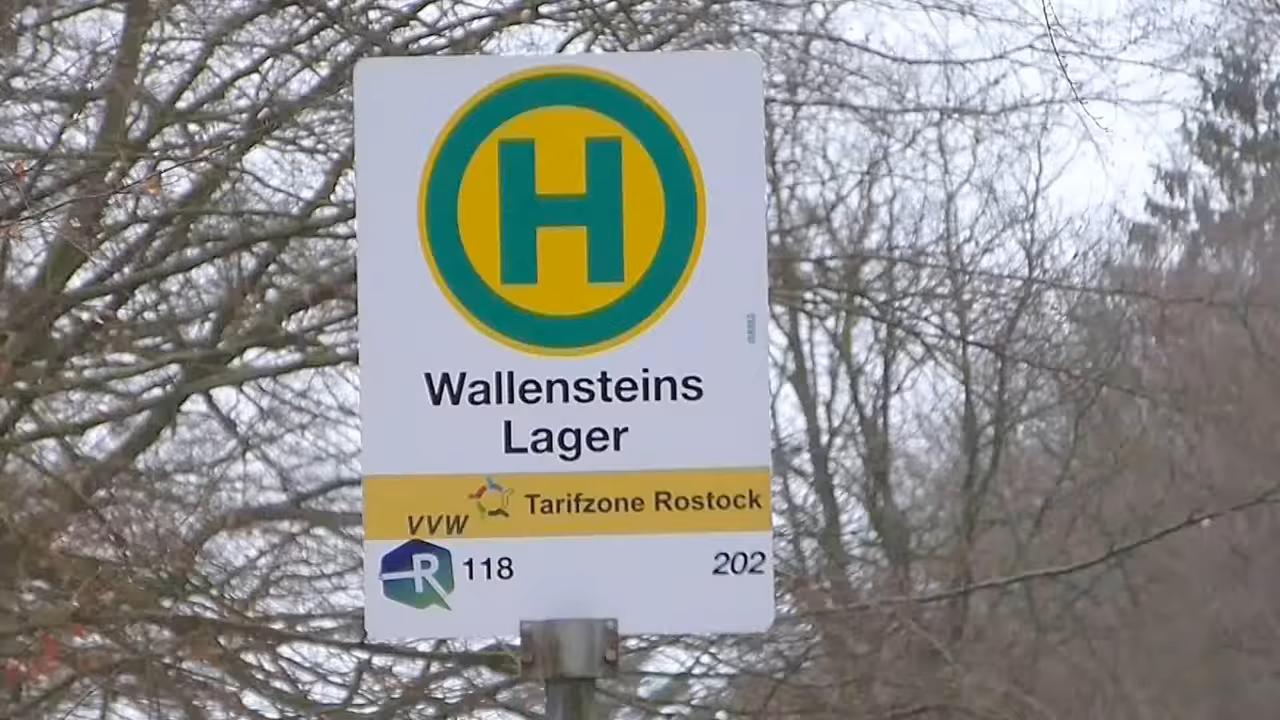 H
Wallensteins
Lager
VVW Tarifzone Rostock
R 118 202